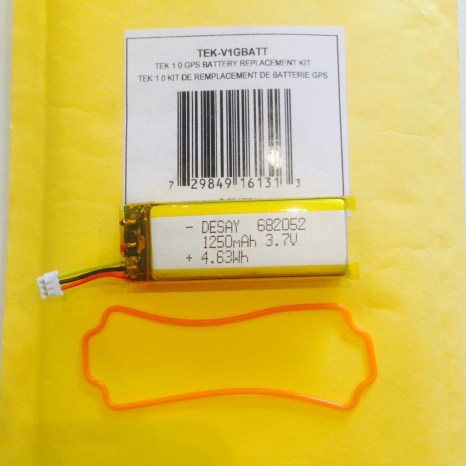 TEK-V1GBATT
TEK 1.0 GPS BATTERY REPLACEMENT KIT
TEK 1.0 KIT DE REMPLACEMENT DE BATTERIE GPS
7 29849 16131 3
- DESAY 682052
1250mAh 3.7V
+ 4.63Wh